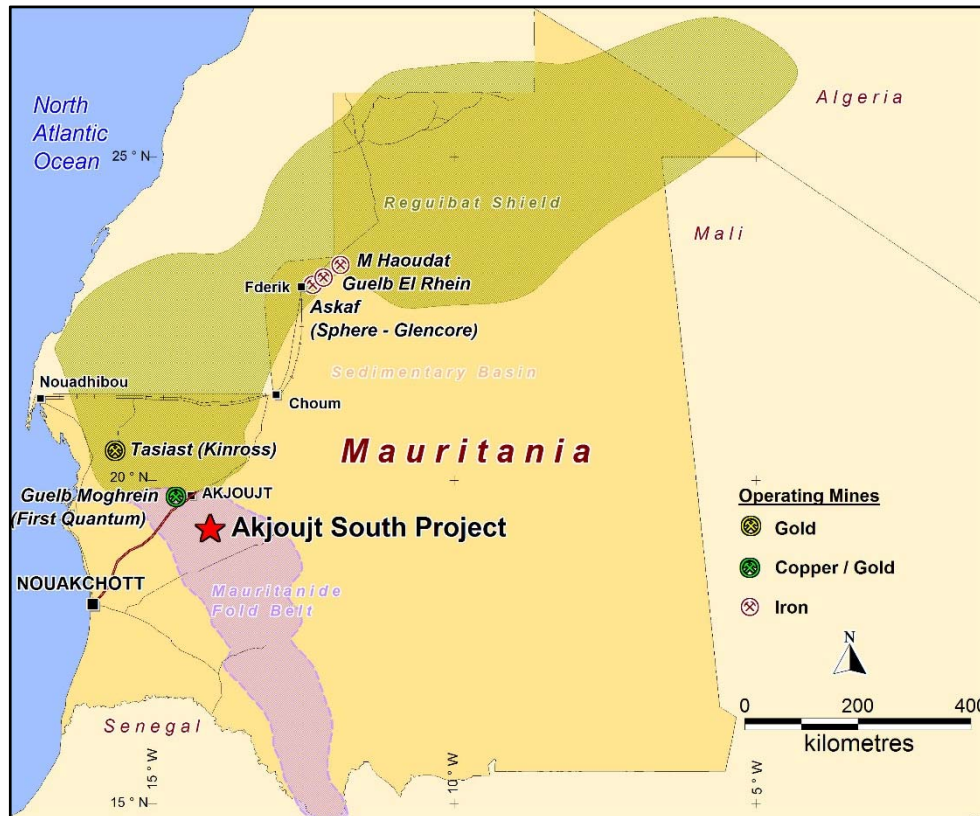 North
Atlantic
Ocean
Algeria
25 ° N
Reguibat Shield
Mali
M Haoudat
Fderik
Guelb El Rhein
Askaf
(Sphere - Glencore)
Sedimentary Basin
Nouadhibou
Choum
Mauritania
Tasiast (Kinross)
20 ° N
Guelb Moghrein
(First Quantum)
AKJOUJT
Akjoujt South Project
Operating Mines
Gold
Copper / Gold
Iron
NOUAKCHOTT
Mauritanide
Fold Belt
N
0 200 400
kilometres
Senegal
15 ° W
10 ° W
5 ° W
15 ° N